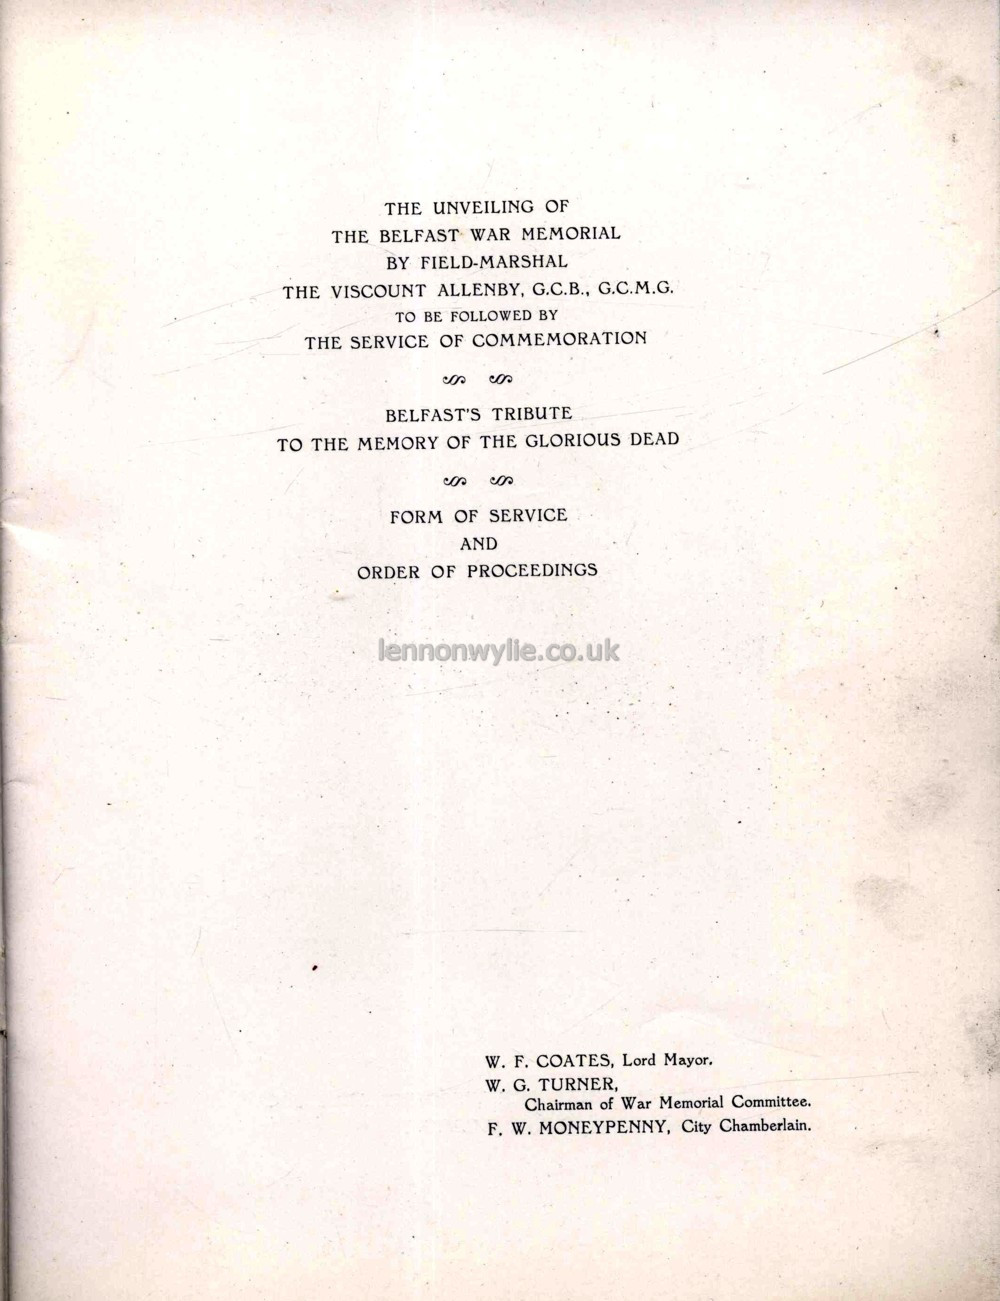 THE UNVEILING OF
THE BELFAST WAR MEMORIAL
BY FIELD-MARSHAL
THE VISCOUNT ALLENBY, G.C.B., G.C.M.G.
TO BE FOLLOWED BY
THE SERVICE OF COMMEMORATION
BELFAST'S TRIBUTE
TO THE MEMORY OF THE GLORIOUS DEAD
FORM OF SERVICE
AND
ORDER OF PROCEEDINGS
lennonwylie.co.uk
W. F. COATES, Lord Mayor.
W. G. TURNER,
Chairman of War Memorial Committee.
F. W. MONEYPENNY, City Chamberlain.